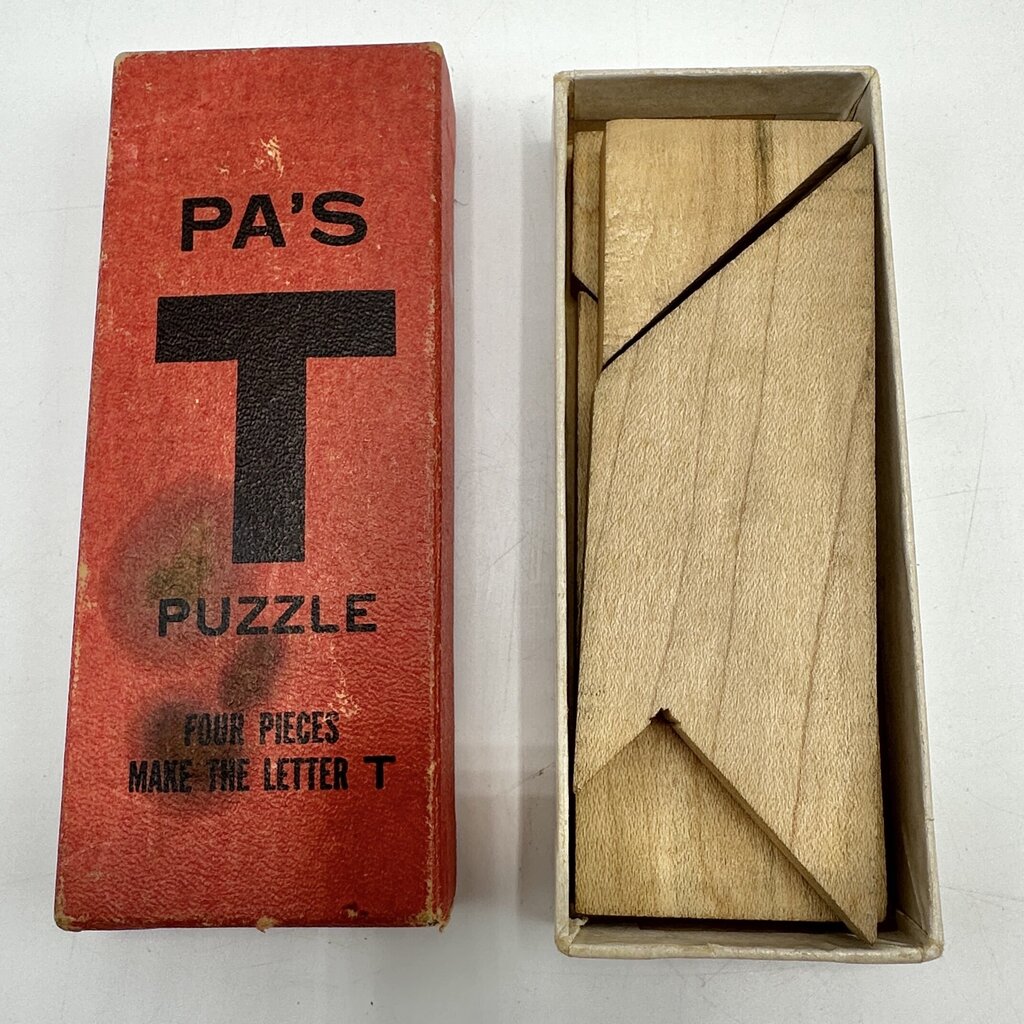 PA'S
T
PUZZLE
FOUR PIECES
MAKE THE LETTER T